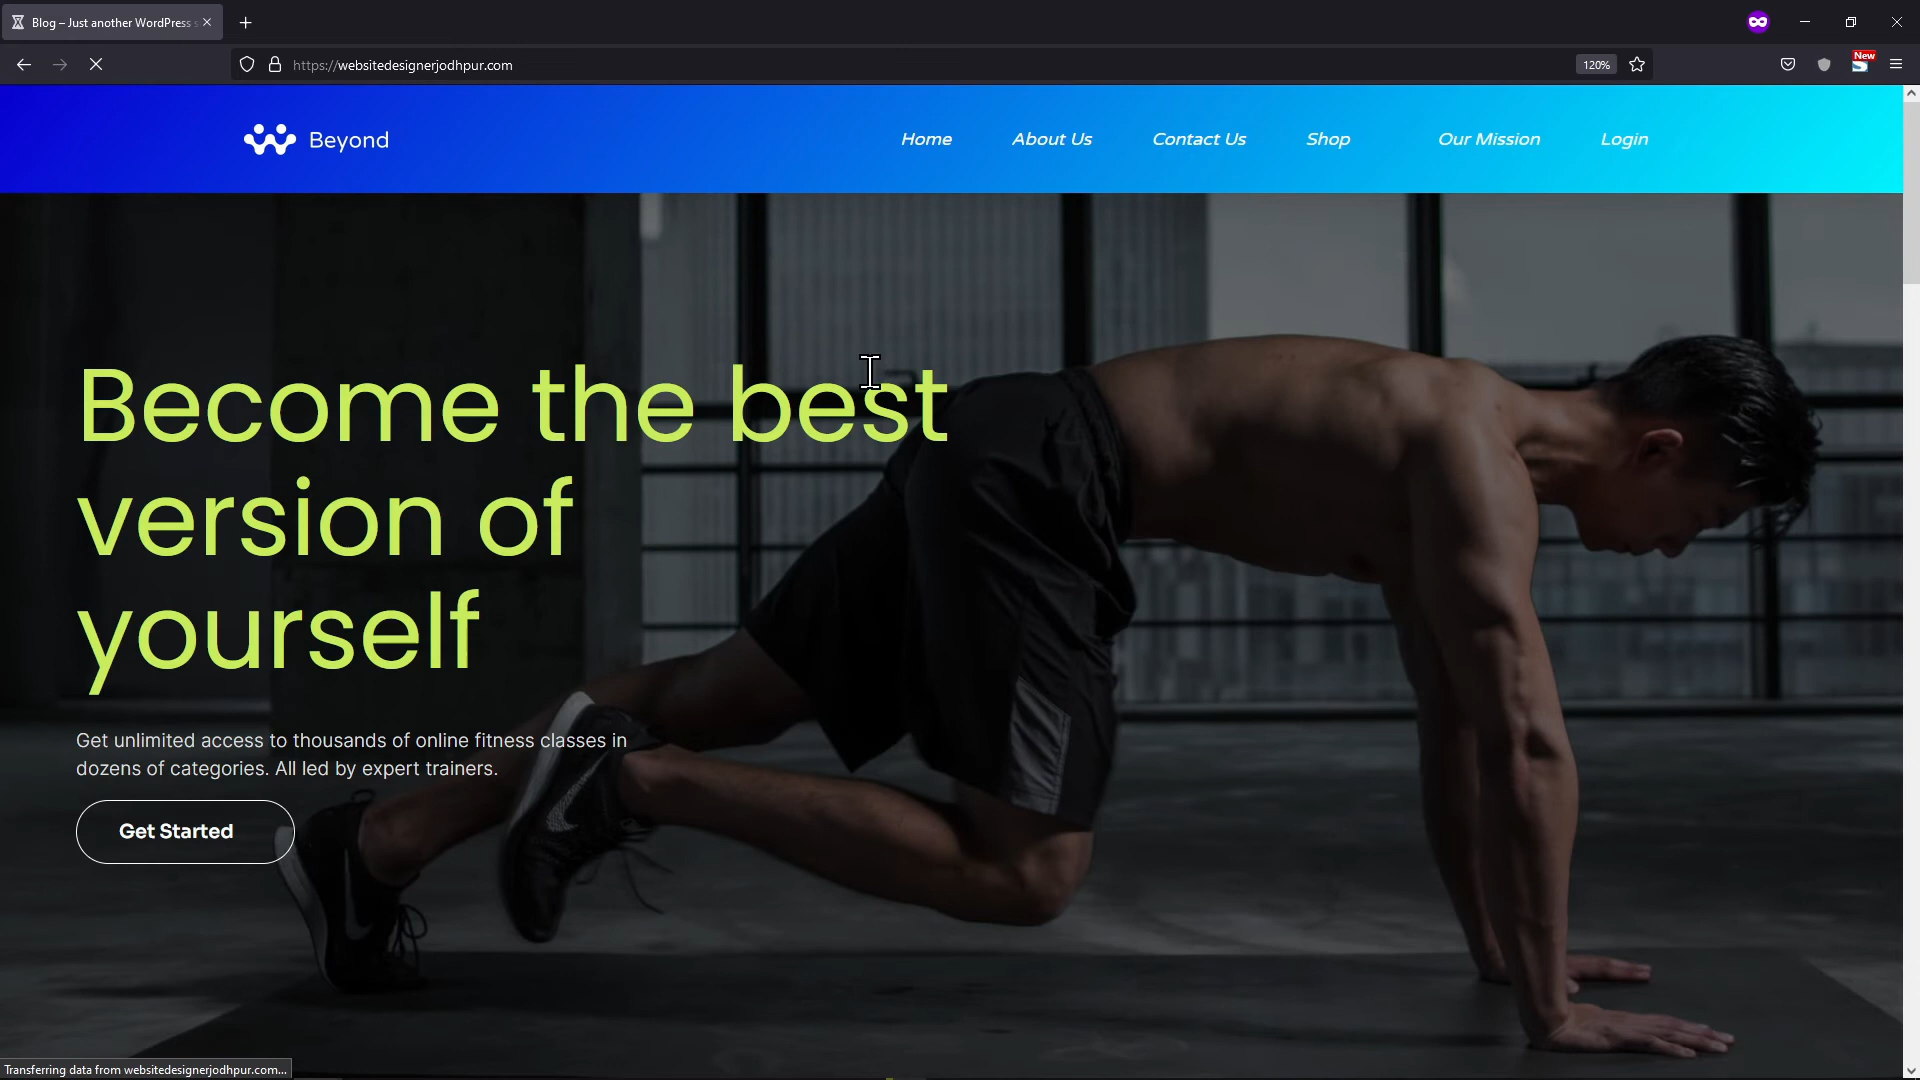 Blog – Just another WordPress s
https://websitedesignerjodhpur.com
120%
New
Beyond
Home
About Us
Contact Us
Shop
Our Mission
Login
Become the best
version of
yourself
Get unlimited access to thousands of online fitness classes in
dozens of categories. All led by expert trainers.
Get Started
Transferring data from websitedesignerjodhpur.com...